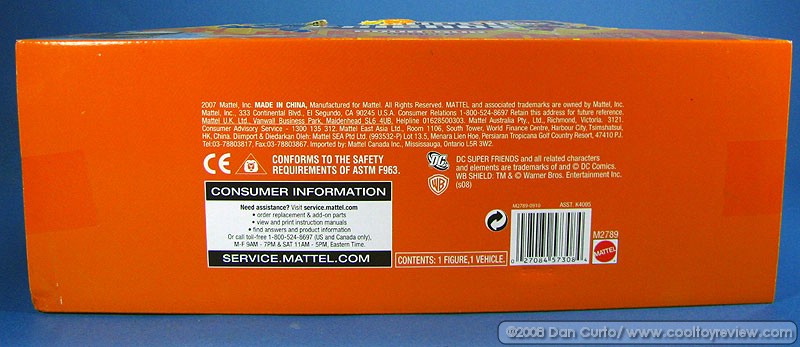 2007 Mattel, Inc. MADE IN CHINA, Manufactured for Mattel. All Rights Reserved. MATTEL and associated trademarks are owned by Mattel, Inc.
Mattel, Inc., 333 Continental Blvd., El Segundo, CA 90245 U.S.A. Consumer Relations 1-800-524-8697 Retain this address for future reference.
Mattel U.K. Ltd., Vanwall Business Park, Maidenhead SL6 4UB. Helpline 01628500303. Mattel Australia Pty., Ltd., Richmond, Victoria. 3121.
Consumer Advisory Service - 1300 135 312. Mattel East Asia Ltd., Room 1106, South Tower, World Finance Centre, Harbour City, Tsimshatsui,
HK, China. Diimport & Diedarkan Oleh: Mattel SEA Ptd Ltd. (993532-P) Lot 13.5, Menara Lien Hoe, Persiaran Tropicana Golf Country Resort, 47410 PJ.
Tel:03-78803817, Fax:03-78803867. Imported by: Mattel Canada Inc., Mississauga, Ontario L5R 3W2.
CE
CONFORMS TO THE SAFETY
REQUIREMENTS OF ASTM F963.
DC
DC SUPER FRIENDS and all related characters
and elements are trademarks of and © DC Comics.
WB SHIELD: TM & © Warner Bros. Entertainment Inc.
(s08)
WB
CONSUMER INFORMATION
Need assistance? Visit service.mattel.com
• order replacement & add-on parts
• view and print instruction manuals
• find answers and product information
Or call toll-free 1-800-524-8697 (US and Canada only),
M-F 9AM - 7PM & SAT 11AM - 5PM, Eastern Time.
SERVICE.MATTEL.COM
CONTENTS: 1 FIGURE,1 VEHICLE.
M2789-0910
ASST. K4095
0 27084 57308 4
M2789
MATTEL
©2008 Dan Curto/ www.cooltoyreview.com